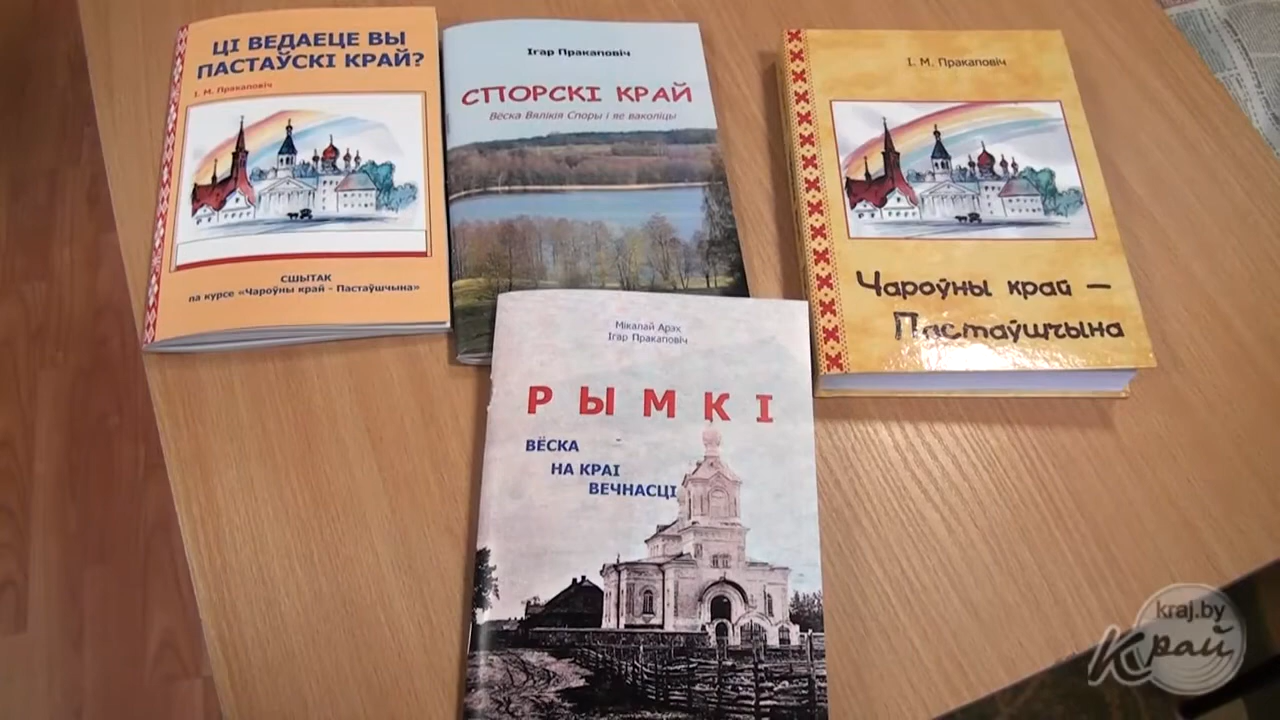 ЦІ ВЕДАЕЦЕ ВЫ
ПАСТАЎСКІ КРАЙ?
І. М. Пракаповіч
СШЫТАК
па курсе «Чароўны край - Пастаўшчына»
Ігар Пракаповіч
СПОРСКІ КРАЙ
Вёска Вялікія Споры і яе ваколіцы
І. М. Пракаповіч
Чароўны край –
Пастаўшчына
Мікалай Арэх
Ігар Пракаповіч
РЫМКІ
ВЁСКА
НА КРАІ
ВЕЧНАСЦІ
kraj.by
Край